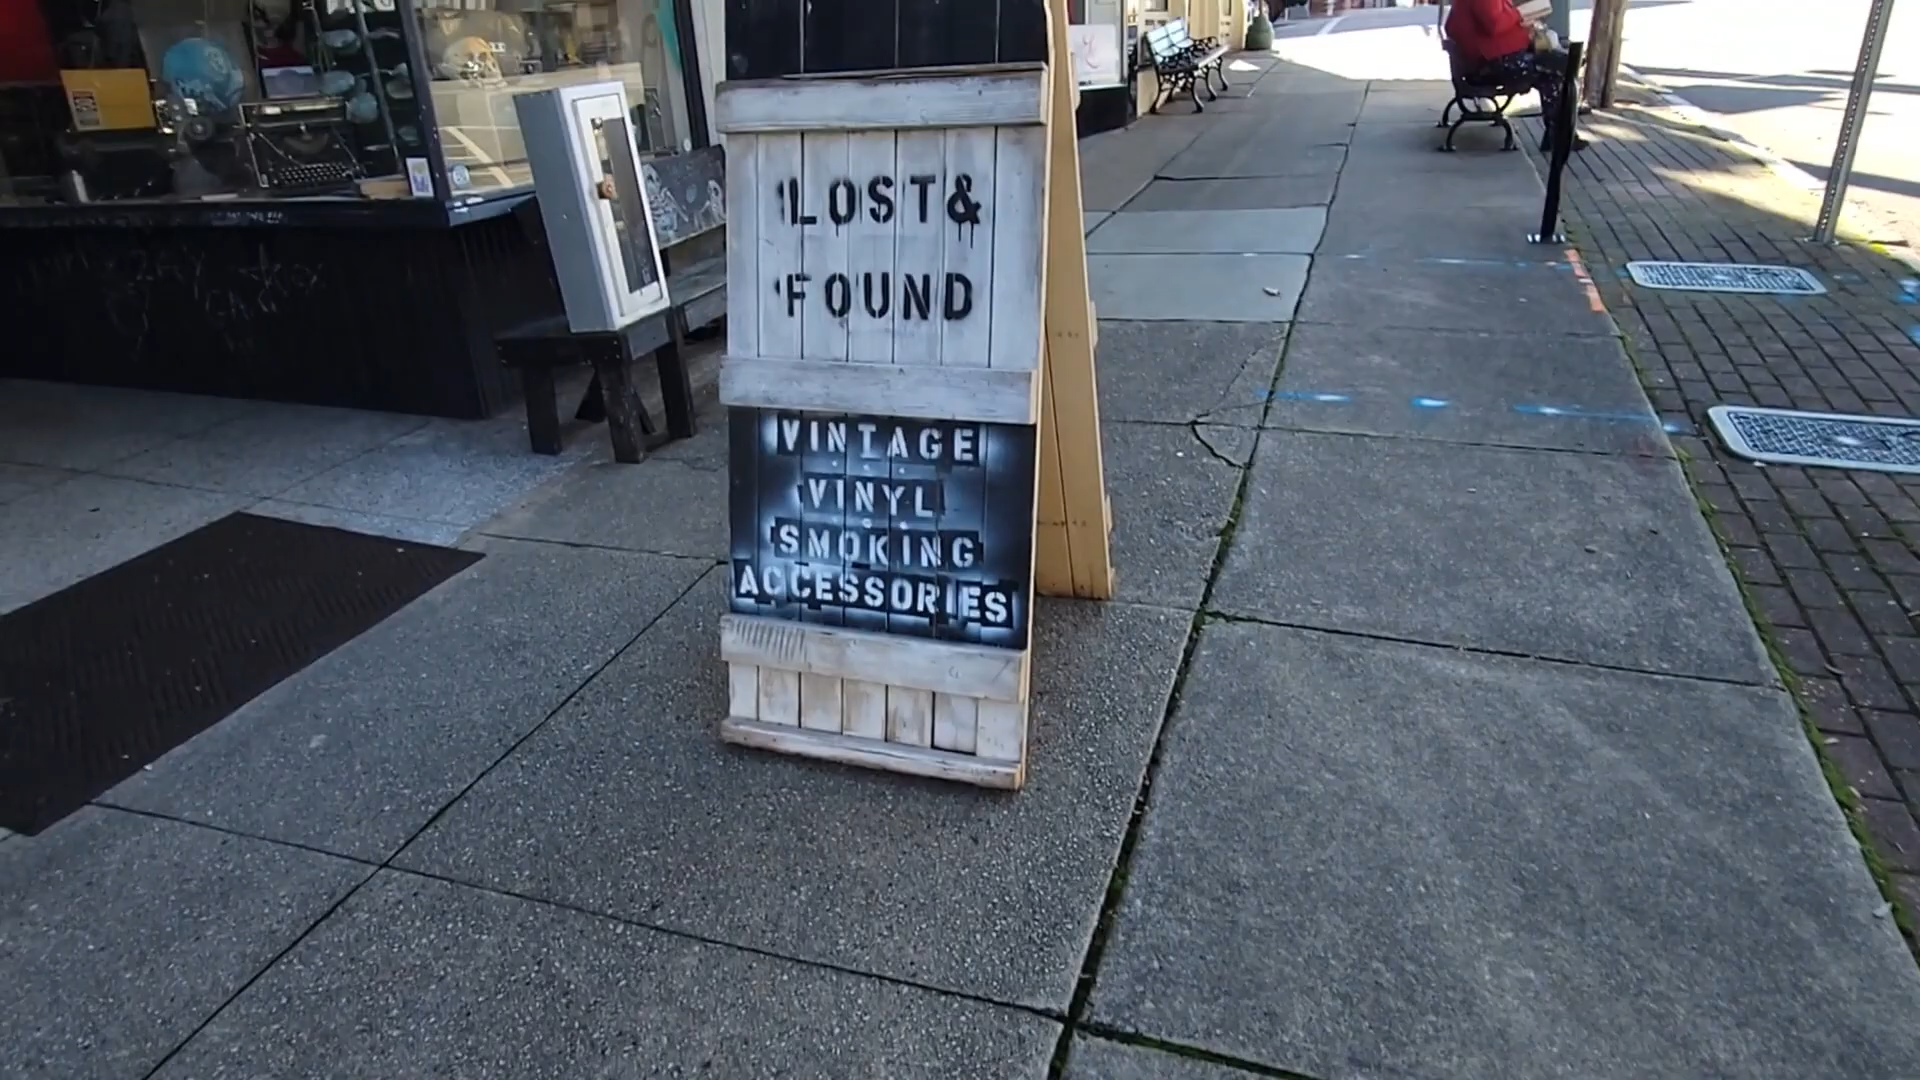 LOST&
FOUND
VINTAGE
VINYL
SMOKING
ACCESSORIES